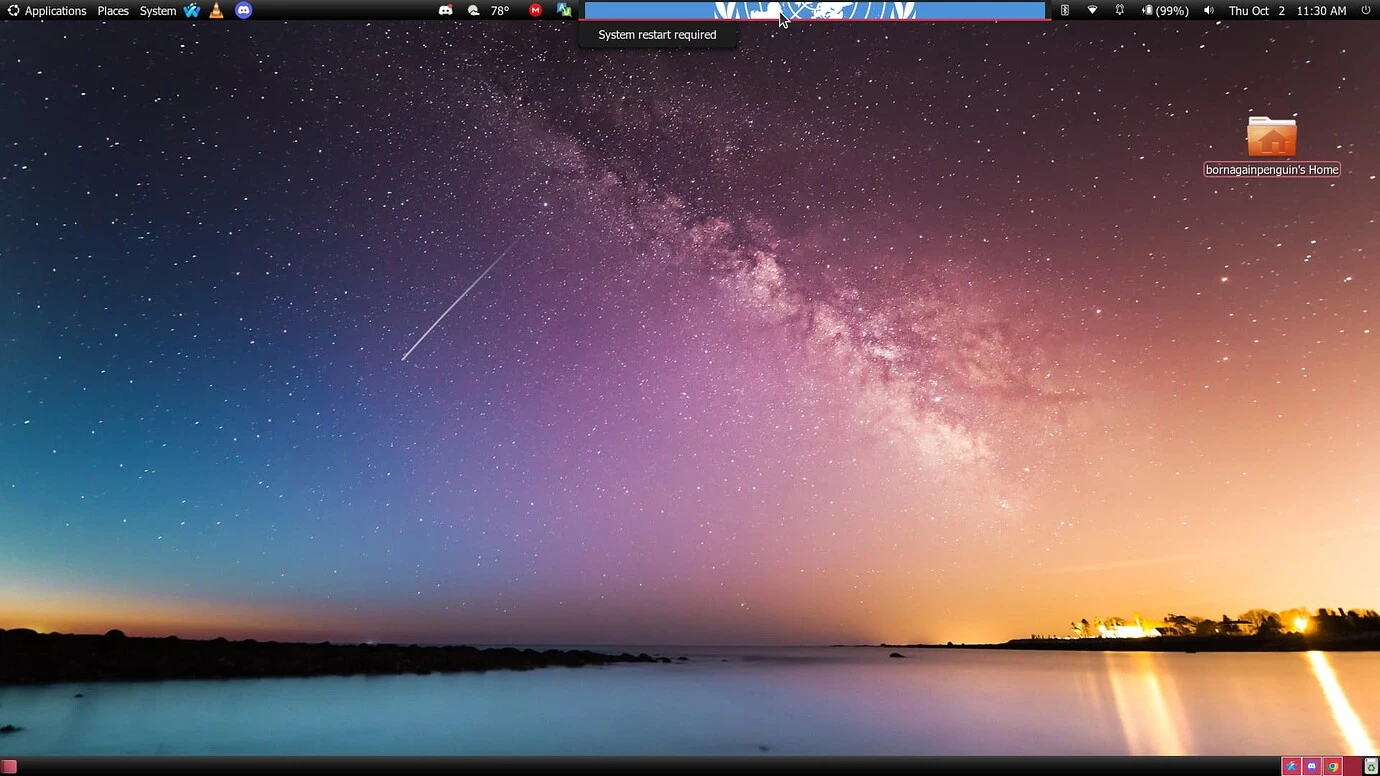 Applications Places System 78° M (99%) Thu Oct 2 11:30 AM
System restart required
bornagainpenguin's Home